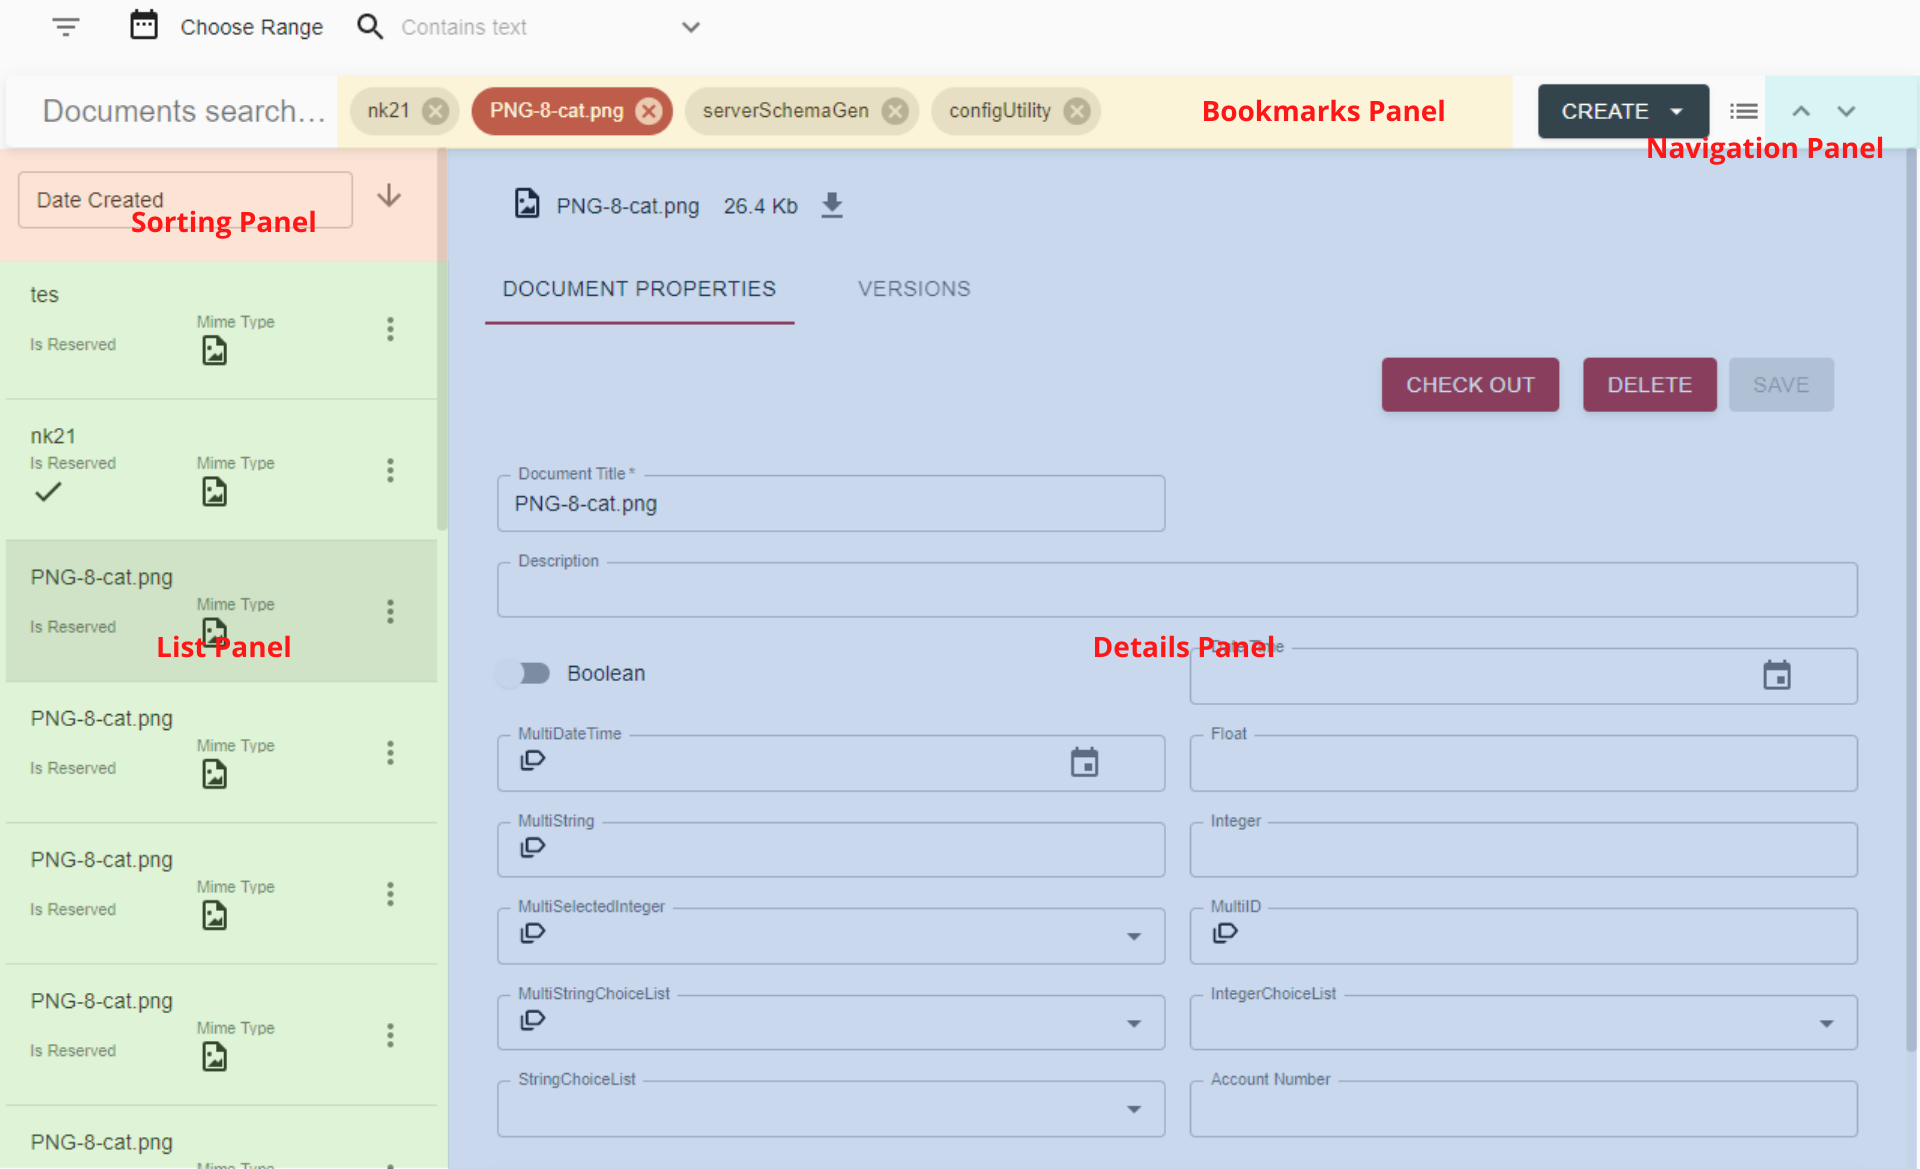 Choose Range
Contains text
Documents search...
nk21
PNG-8-cat.png
serverSchemaGen
configUtility
Bookmarks Panel
CREATE
Navigation Panel
Date Created
Sorting Panel
PNG-8-cat.png 26.4 Kb
DOCUMENT PROPERTIES VERSIONS
tes
Mime Type
Is Reserved
CHECK OUT DELETE SAVE
nk21
Is Reserved Mime Type
Document Title *
PNG-8-cat.png
Description
PNG-8-cat.png
Mime Type
Is Reserved
List Panel
Details Panel
Date Time
Boolean
PNG-8-cat.png
Mime Type
Is Reserved
MultiDateTime Float
MultiString Integer
PNG-8-cat.png
Mime Type
Is Reserved
MultiSelectedInteger MultiID
PNG-8-cat.png
Mime Type
Is Reserved
MultiStringChoiceList IntegerChoiceList
StringChoiceList Account Number
PNG-8-cat.png
Mime Type